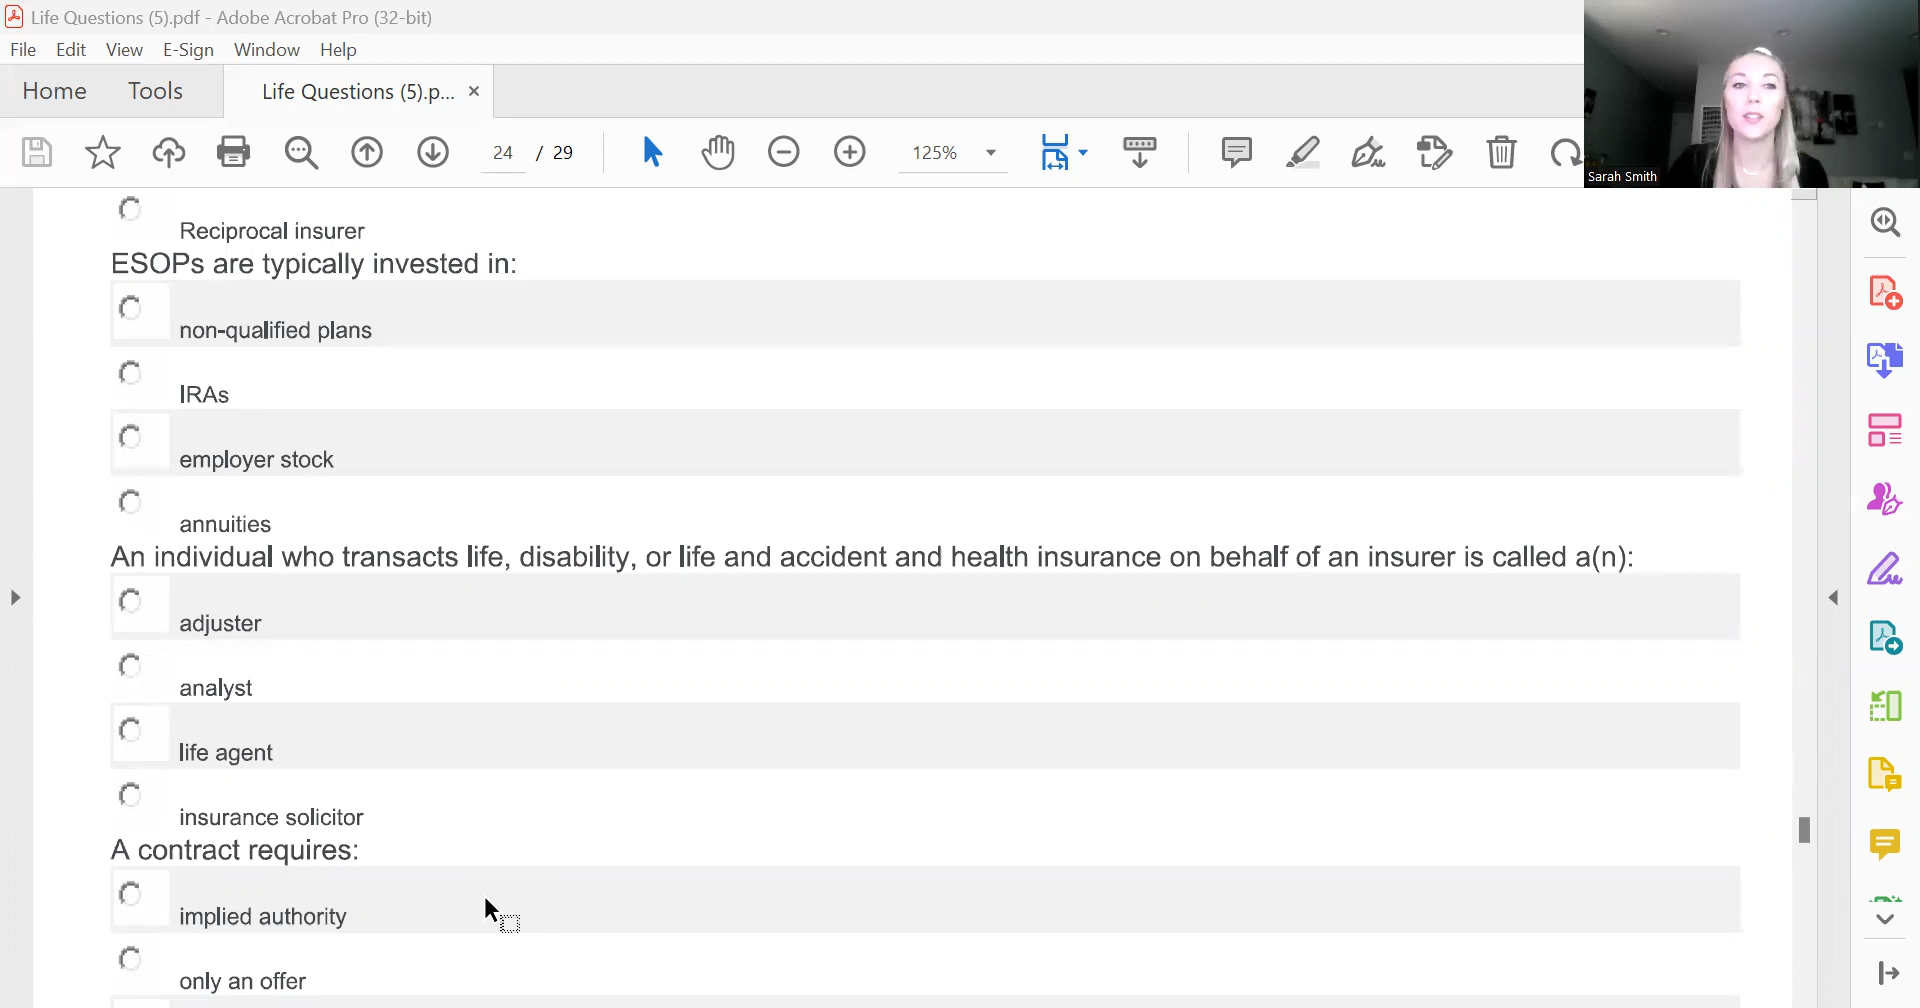 Life Questions (5).pdf - Adobe Acrobat Pro (32-bit)
File Edit View E-Sign Window Help
Home Tools Life Questions (5).p... ×
24 / 29 125%
Sarah Smith
Reciprocal insurer
ESOPs are typically invested in:
non-qualified plans
IRAs
employer stock
annuities
An individual who transacts life, disability, or life and accident and health insurance on behalf of an insurer is called a(n):
adjuster
analyst
life agent
insurance solicitor
A contract requires:
implied authority
only an offer